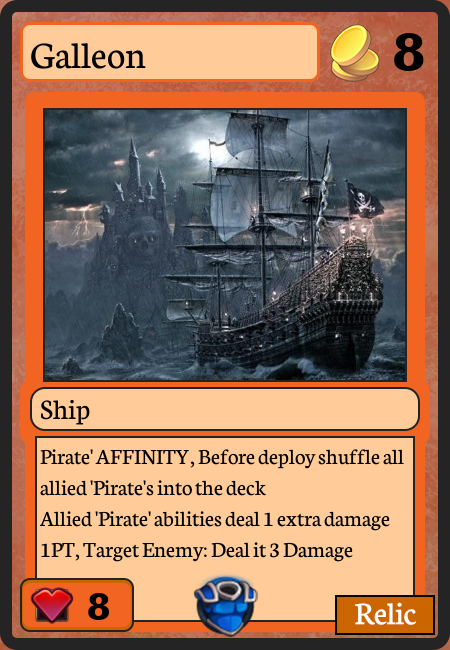 Galleon
8
Ship
Pirate' AFFINITY, Before deploy shuffle all
allied 'Pirate's into the deck
Allied 'Pirate' abilities deal 1 extra damage
1PT, Target Enemy: Deal it 3 Damage
8
Relic